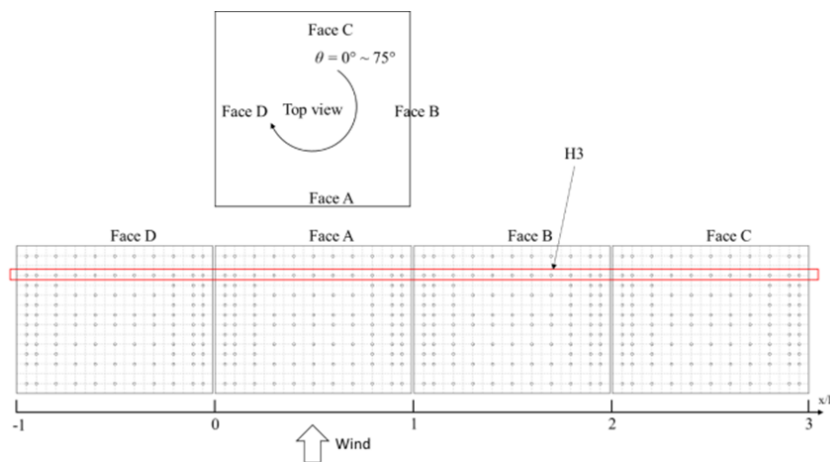 Face C
θ = 0° ~ 75°
Face D
Top view
Face B
Face A
H3
Face D
Face A
Face B
Face C
x/
-1
0
1
2
3
Wind